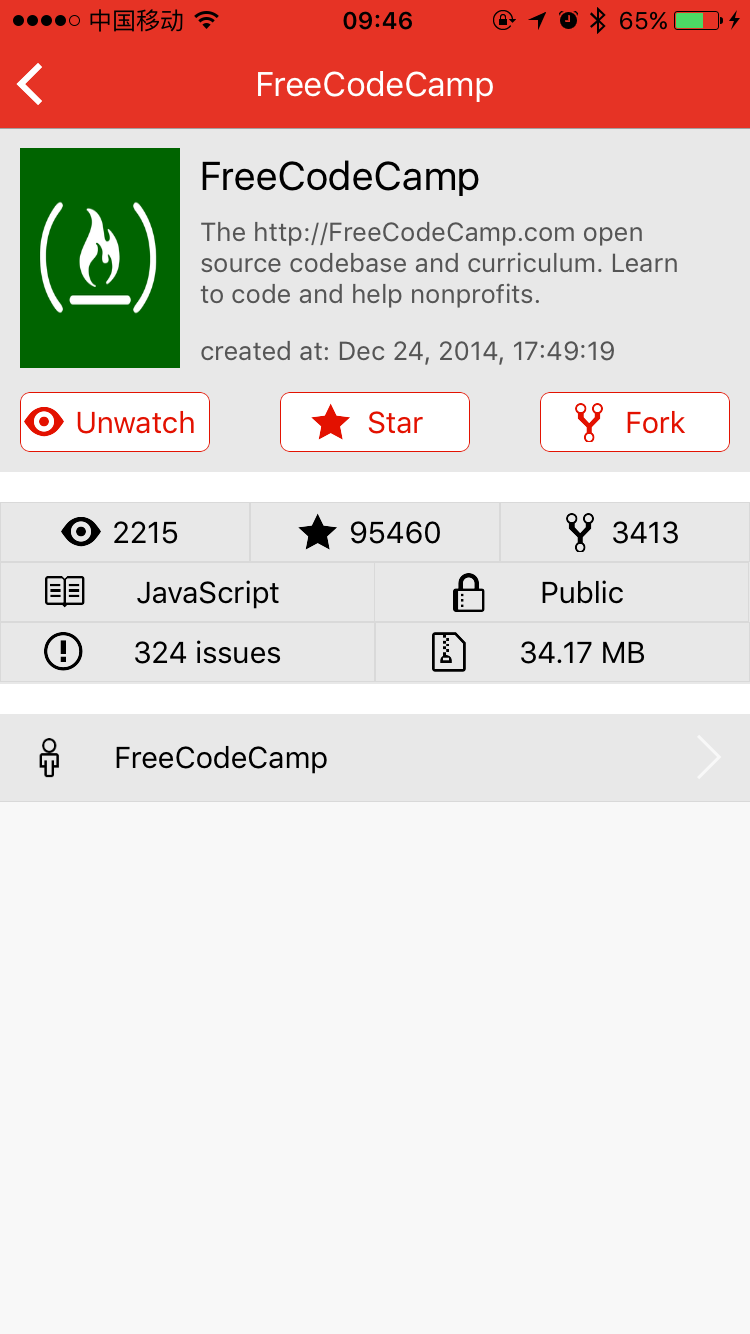 中国移动 09:46 65%
FreeCodeCamp
FreeCodeCamp
The http://FreeCodeCamp.com open
source codebase and curriculum. Learn
to code and help nonprofits.
created at: Dec 24, 2014, 17:49:19
Unwatch Star Fork
2215 95460 3413
JavaScript Public
324 issues 34.17 MB
FreeCodeCamp